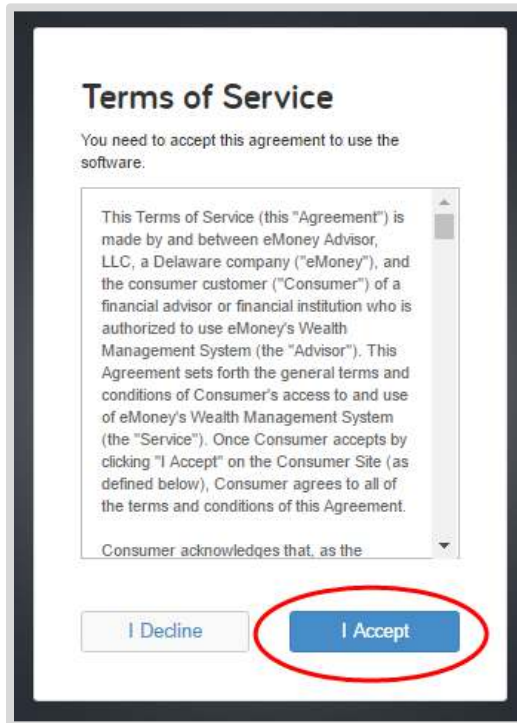 Terms of Service
You need to accept this agreement to use the
software.
This Terms of Service (this "Agreement") is
made by and between eMoney Advisor,
LLC, a Delaware company ("eMoney"), and
the consumer customer ("Consumer") of a
financial advisor or financial institution who is
authorized to use eMoney's Wealth
Management System (the "Advisor"). This
Agreement sets forth the general terms and
conditions of Consumer's access to and use
of eMoney's Wealth Management System
(the "Service"). Once Consumer accepts by
clicking "I Accept" on the Consumer Site (as
defined below), Consumer agrees to all of
the terms and conditions of this Agreement.
Consumer acknowledges that, as the
I Decline
I Accept